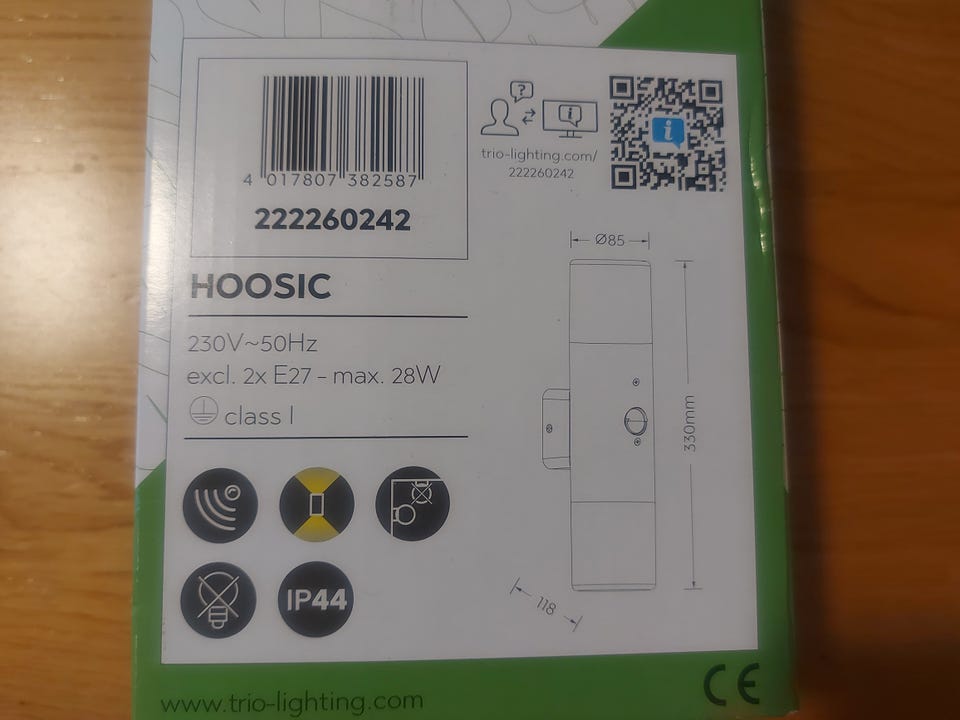 4 017807 382587
222260242
?
i
trio-lighting.com/
222260242
i
HOOSIC
230V~50Hz
excl. 2x E27 - max. 28W
class I
IP44
Ø85
330mm
118
www.trio-lighting.com
CE